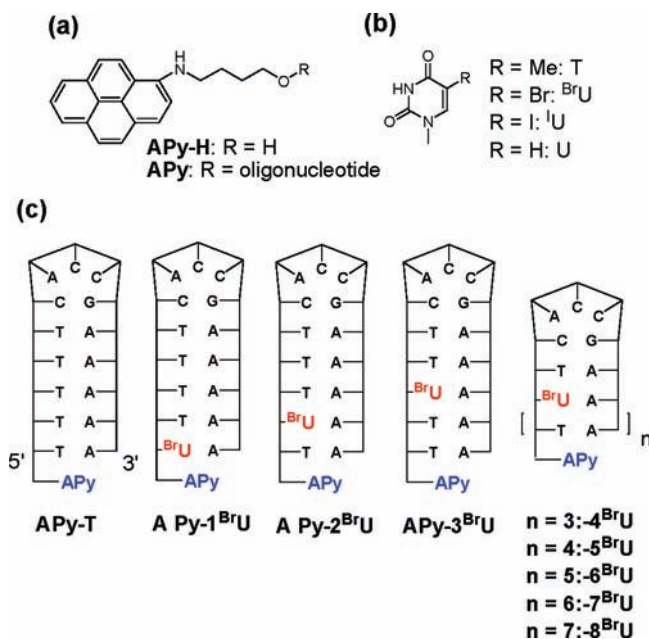 (a)
H
N
O
R
APy-H: R = H
APy: R = oligonucleotide
(b)
O
R
HN
O
N
R = Me: T
R = Br: BrU
R = I: IU
R = H: U
(c)
A C C
C G
T A
T A
T A
T A
5' T A 3'
APy
APy-T
A C C
C G
T A
T A
T A
T A
BrU A
APy
A Py-1BrU
A C C
C G
T A
T A
T A
BrU A
T A
APy
A Py-2BrU
A C C
C G
T A
T A
BrU A
T A
T A
APy
APy-3BrU
A C C
C G
T A
BrU A
[ T A ] n
APy
n = 3:-4BrU
n = 4:-5BrU
n = 5:-6BrU
n = 6:-7BrU
n = 7:-8BrU